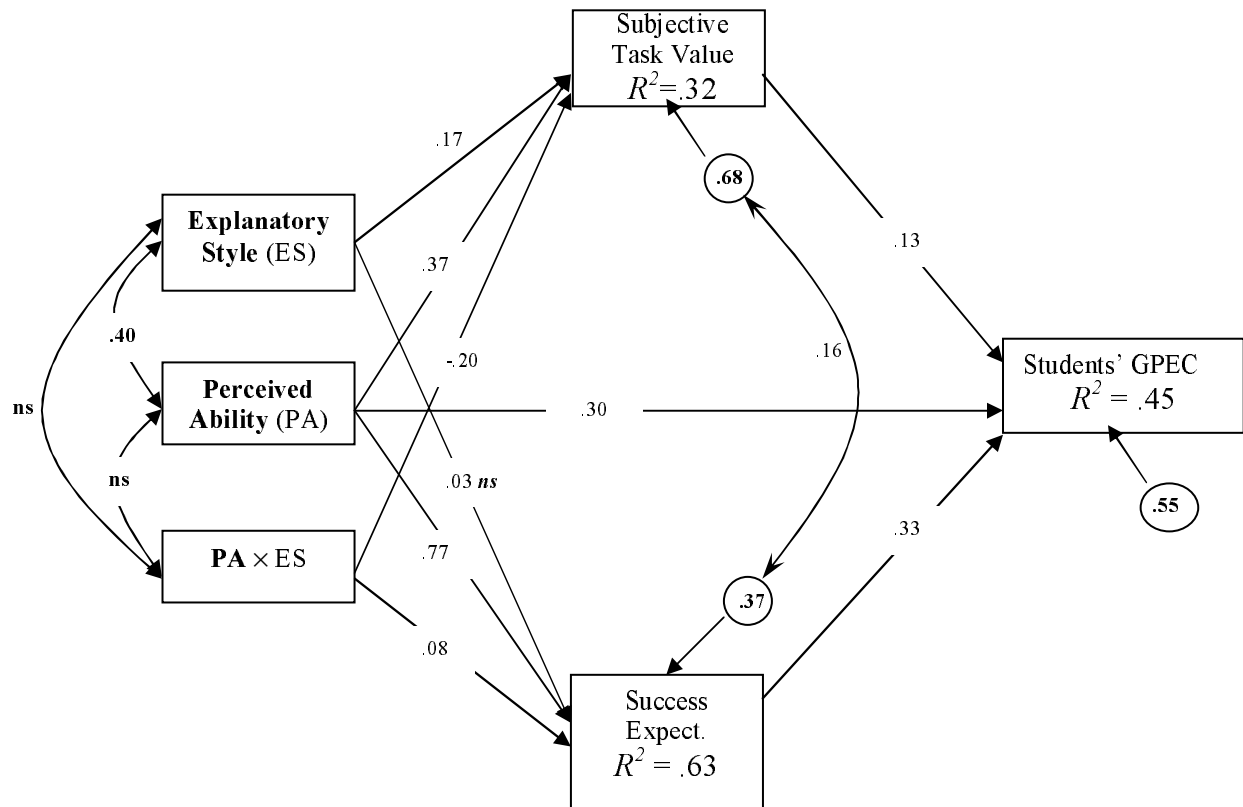 Subjective
Task Value
R²=.32
.17
.68
Explanatory
Style (ES)
.13
.37
.40
-.20
.16
Students' GPEC
R² = .45
Perceived
Ability (PA)
.30
ns
ns
.03 ns
.55
.33
PA × ES
.77
.37
.08
Success
Expect.
R² = .63